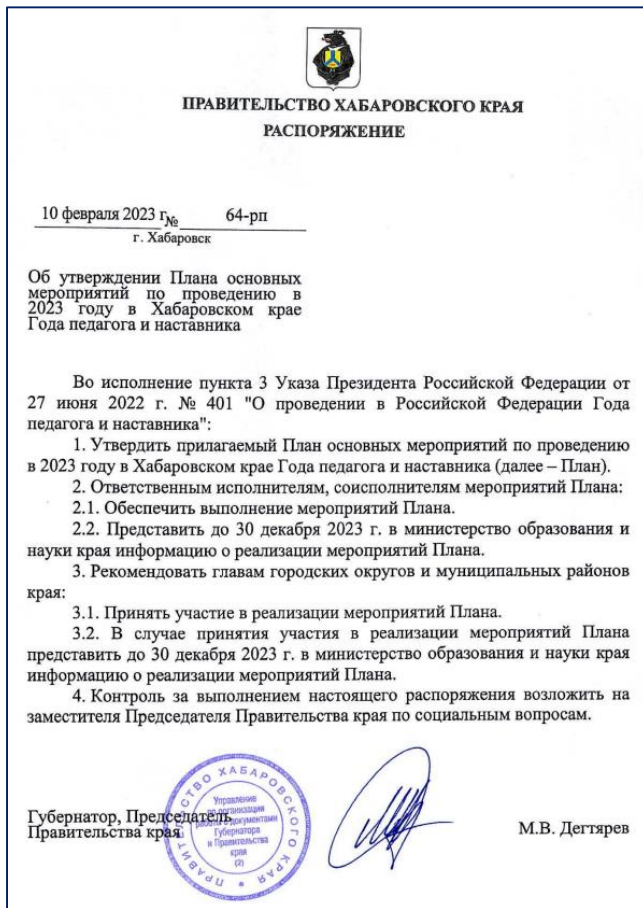 ПРАВИТЕЛЬСТВО ХАБАРОВСКОГО КРАЯ
РАСПОРЯЖЕНИЕ
10 февраля 2023 г. № 64-рп
г. Хабаровск
Об утверждении Плана основных
мероприятий по проведению в
2023 году в Хабаровском крае
Года педагога и наставника
Во исполнение пункта 3 Указа Президента Российской Федерации от
27 июня 2022 г. № 401 "О проведении в Российской Федерации Года
педагога и наставника":
1. Утвердить прилагаемый План основных мероприятий по проведению
в 2023 году в Хабаровском крае Года педагога и наставника (далее – План).
2. Ответственным исполнителям, соисполнителям мероприятий Плана:
2.1. Обеспечить выполнение мероприятий Плана.
2.2. Представить до 30 декабря 2023 г. в министерство образования и
науки края информацию о реализации мероприятий Плана.
3. Рекомендовать главам городских округов и муниципальных районов
края:
3.1. Принять участие в реализации мероприятий Плана.
3.2. В случае принятия участия в реализации мероприятий Плана
представить до 30 декабря 2023 г. в министерство образования и науки края
информацию о реализации мероприятий Плана.
4. Контроль за выполнением настоящего распоряжения возложить на
заместителя Председателя Правительства края по социальным вопросам.
Губернатор, Председатель
Правительства края
М.В. Дегтярев
ПРАВИТЕЛЬСТВО ХАБАРОВСКОГО КРАЯ
Управление
по организации
работы с документами
Губернатора
и Правительства
края
(2)